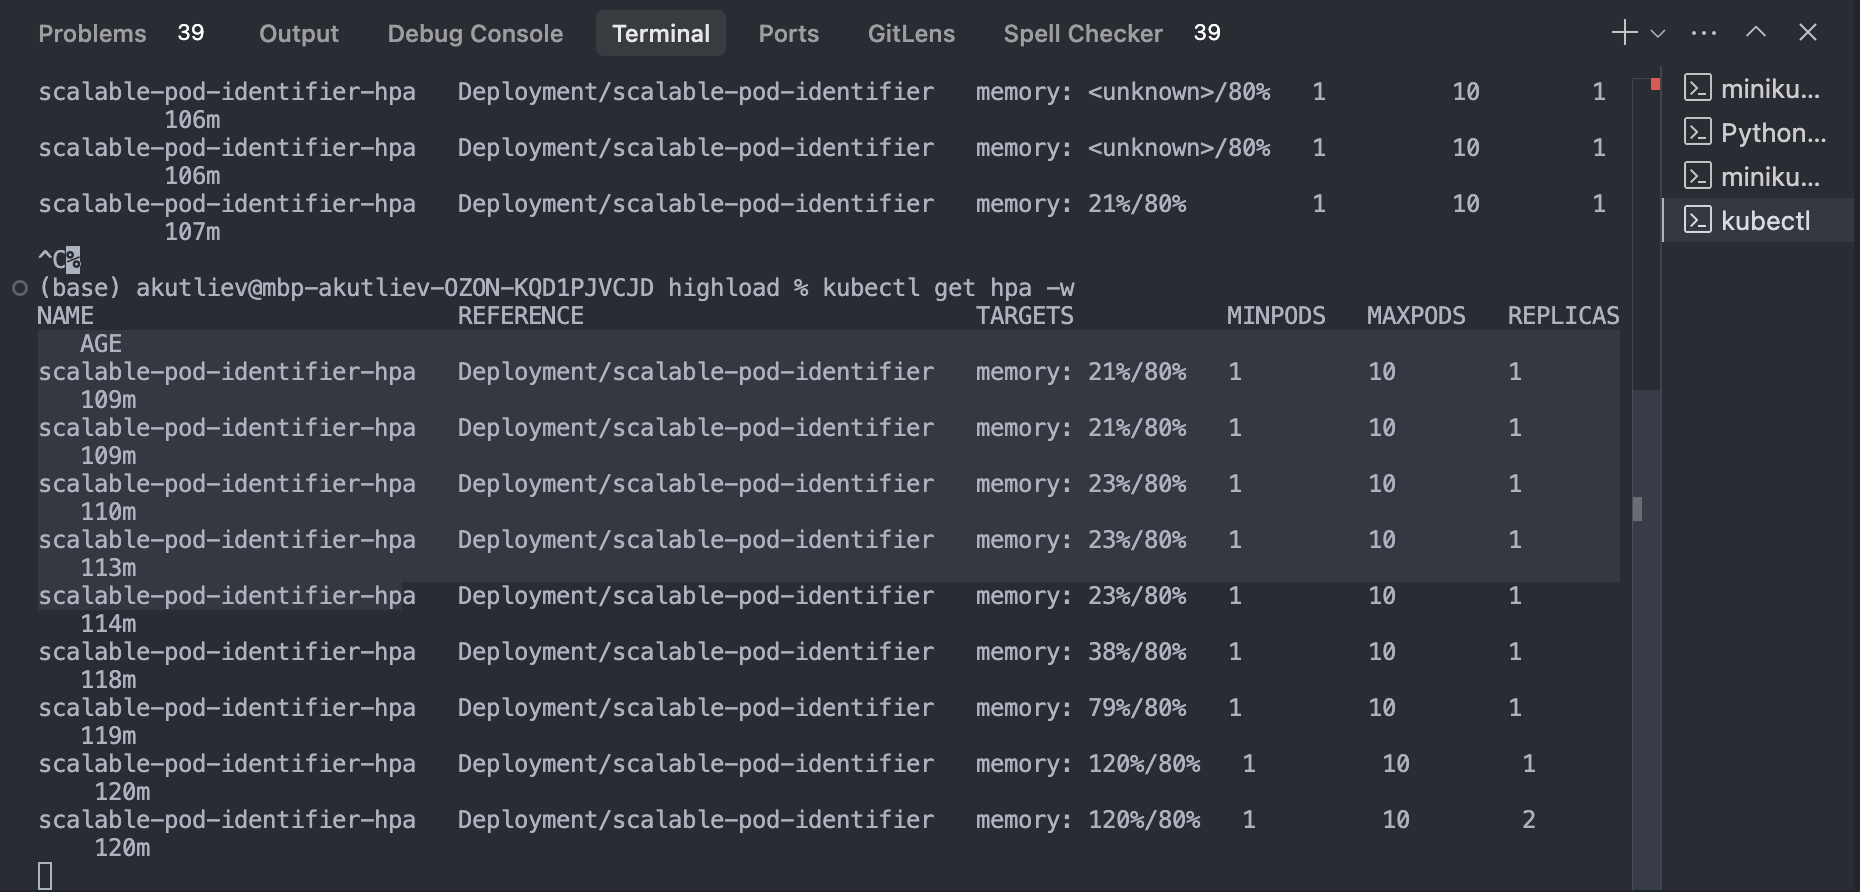 Problems 39 Output Debug Console Terminal Ports GitLens Spell Checker 39
scalable-pod-identifier-hpa Deployment/scalable-pod-identifier memory: <unknown>/80% 1 10 1
106m
scalable-pod-identifier-hpa Deployment/scalable-pod-identifier memory: <unknown>/80% 1 10 1
106m
scalable-pod-identifier-hpa Deployment/scalable-pod-identifier memory: 21%/80% 1 10 1
107m
^C%
(base) akutliev@mbp-akutliev-OZON-KQD1PJVCJD highload % kubectl get hpa -w
NAME REFERENCE TARGETS MINPODS MAXPODS REPLICAS
AGE
scalable-pod-identifier-hpa Deployment/scalable-pod-identifier memory: 21%/80% 1 10 1
109m
scalable-pod-identifier-hpa Deployment/scalable-pod-identifier memory: 21%/80% 1 10 1
109m
scalable-pod-identifier-hpa Deployment/scalable-pod-identifier memory: 23%/80% 1 10 1
110m
scalable-pod-identifier-hpa Deployment/scalable-pod-identifier memory: 23%/80% 1 10 1
113m
scalable-pod-identifier-hpa Deployment/scalable-pod-identifier memory: 23%/80% 1 10 1
114m
scalable-pod-identifier-hpa Deployment/scalable-pod-identifier memory: 38%/80% 1 10 1
118m
scalable-pod-identifier-hpa Deployment/scalable-pod-identifier memory: 79%/80% 1 10 1
119m
scalable-pod-identifier-hpa Deployment/scalable-pod-identifier memory: 120%/80% 1 10 1
120m
scalable-pod-identifier-hpa Deployment/scalable-pod-identifier memory: 120%/80% 1 10 2
120m
miniku...
Python...
miniku...
kubectl